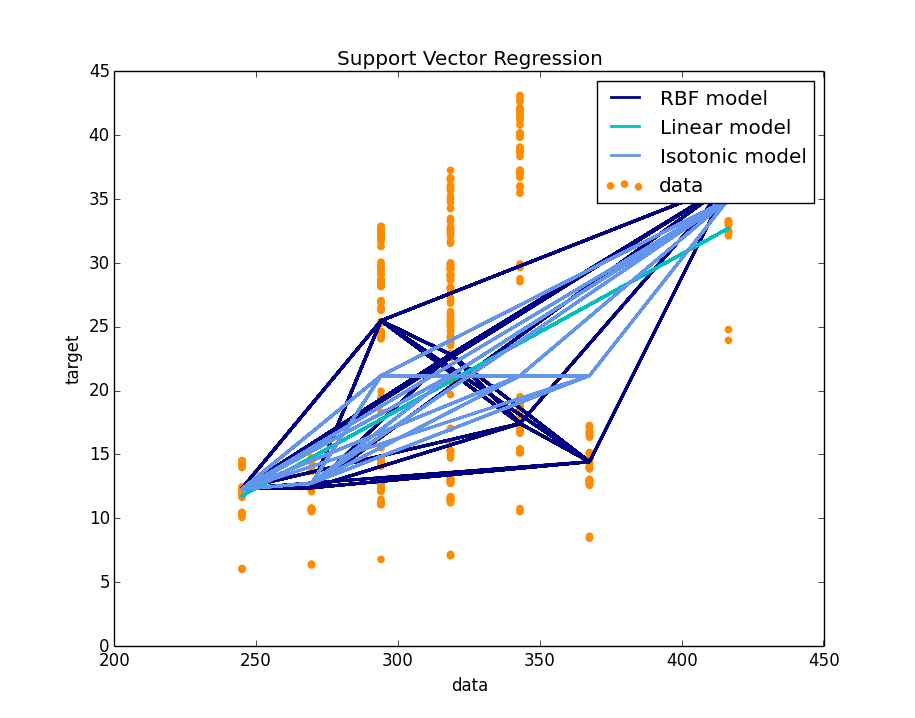 Support Vector Regression
45
40
35
30
25
20
15
10
5
0
target
RBF model
Linear model
Isotonic model
data
200
250
300
350
400
450
data